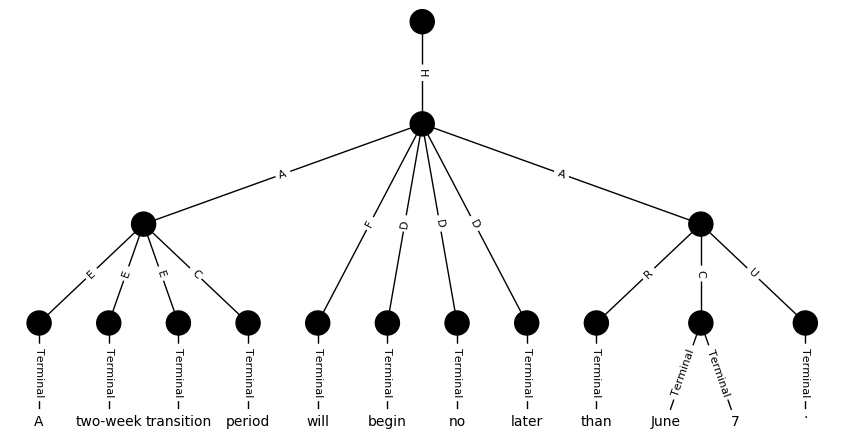 H
A A
F D D D
E E E C R C U
Terminal Terminal Terminal Terminal Terminal Terminal Terminal Terminal Terminal Terminal Terminal Terminal
A two-week transition period will begin no later than June 7 .